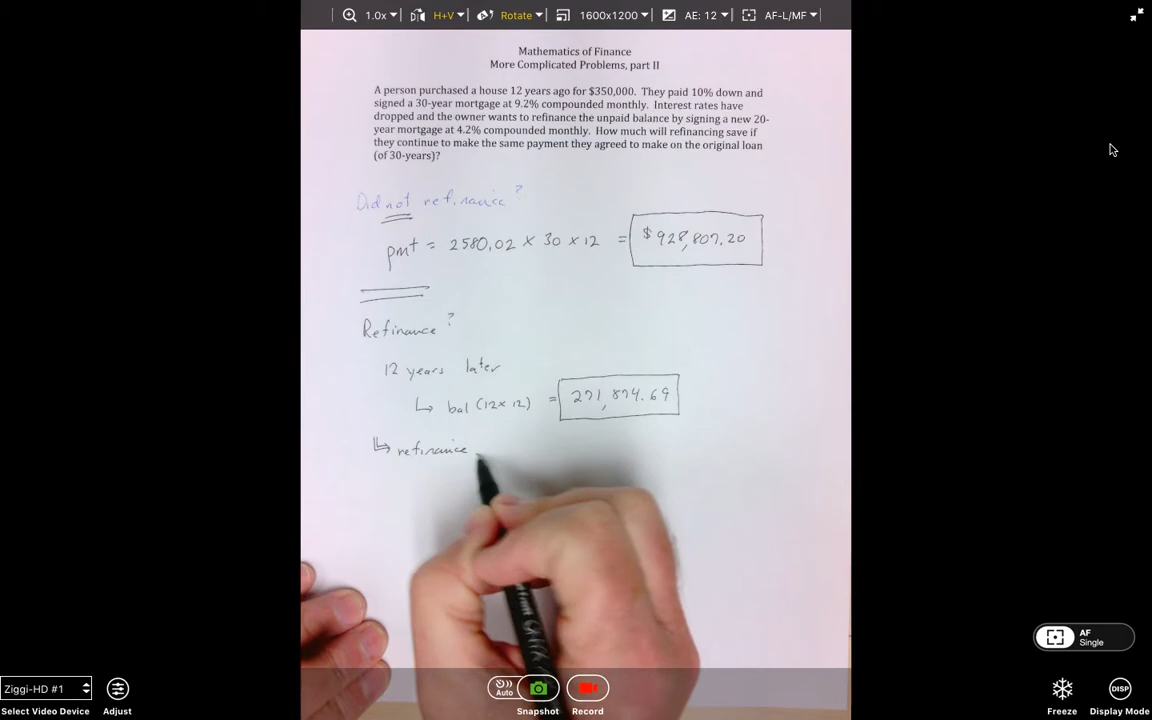 1.0x H+V Rotate 1600x1200 AE: 12 AF-L/MF
Mathematics of Finance
More Complicated Problems, part II
A person purchased a house 12 years ago for $350,000. They paid 10% down and
signed a 30-year mortgage at 9.2% compounded monthly. Interest rates have
dropped and the owner wants to refinance the unpaid balance by signing a new 20-
year mortgage at 4.2% compounded monthly. How much will refinancing save if
they continue to make the same payment they agreed to make on the original loan
(of 30-years)?
Did not refinance?
pmt = 2580.02 × 30 × 12 = $928,807.20
Refinance?
12 years later
↳ bal (12×12) = 271,874.69
↳ refinance
AF
Single
Ziggi-HD #1
Auto
Select Video Device Adjust Snapshot Record Freeze Display Mode
DISP